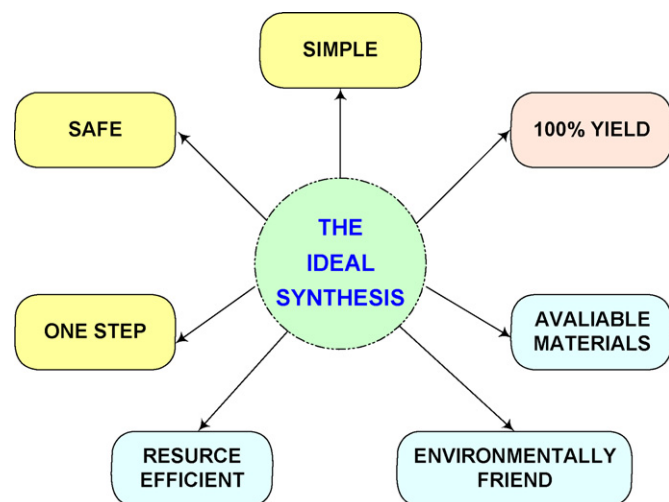 SIMPLE
SAFE
100% YIELD
THE
IDEAL
SYNTHESIS
ONE STEP
AVALIABLE
MATERIALS
RESURCE
EFFICIENT
ENVIRONMENTALLY
FRIEND